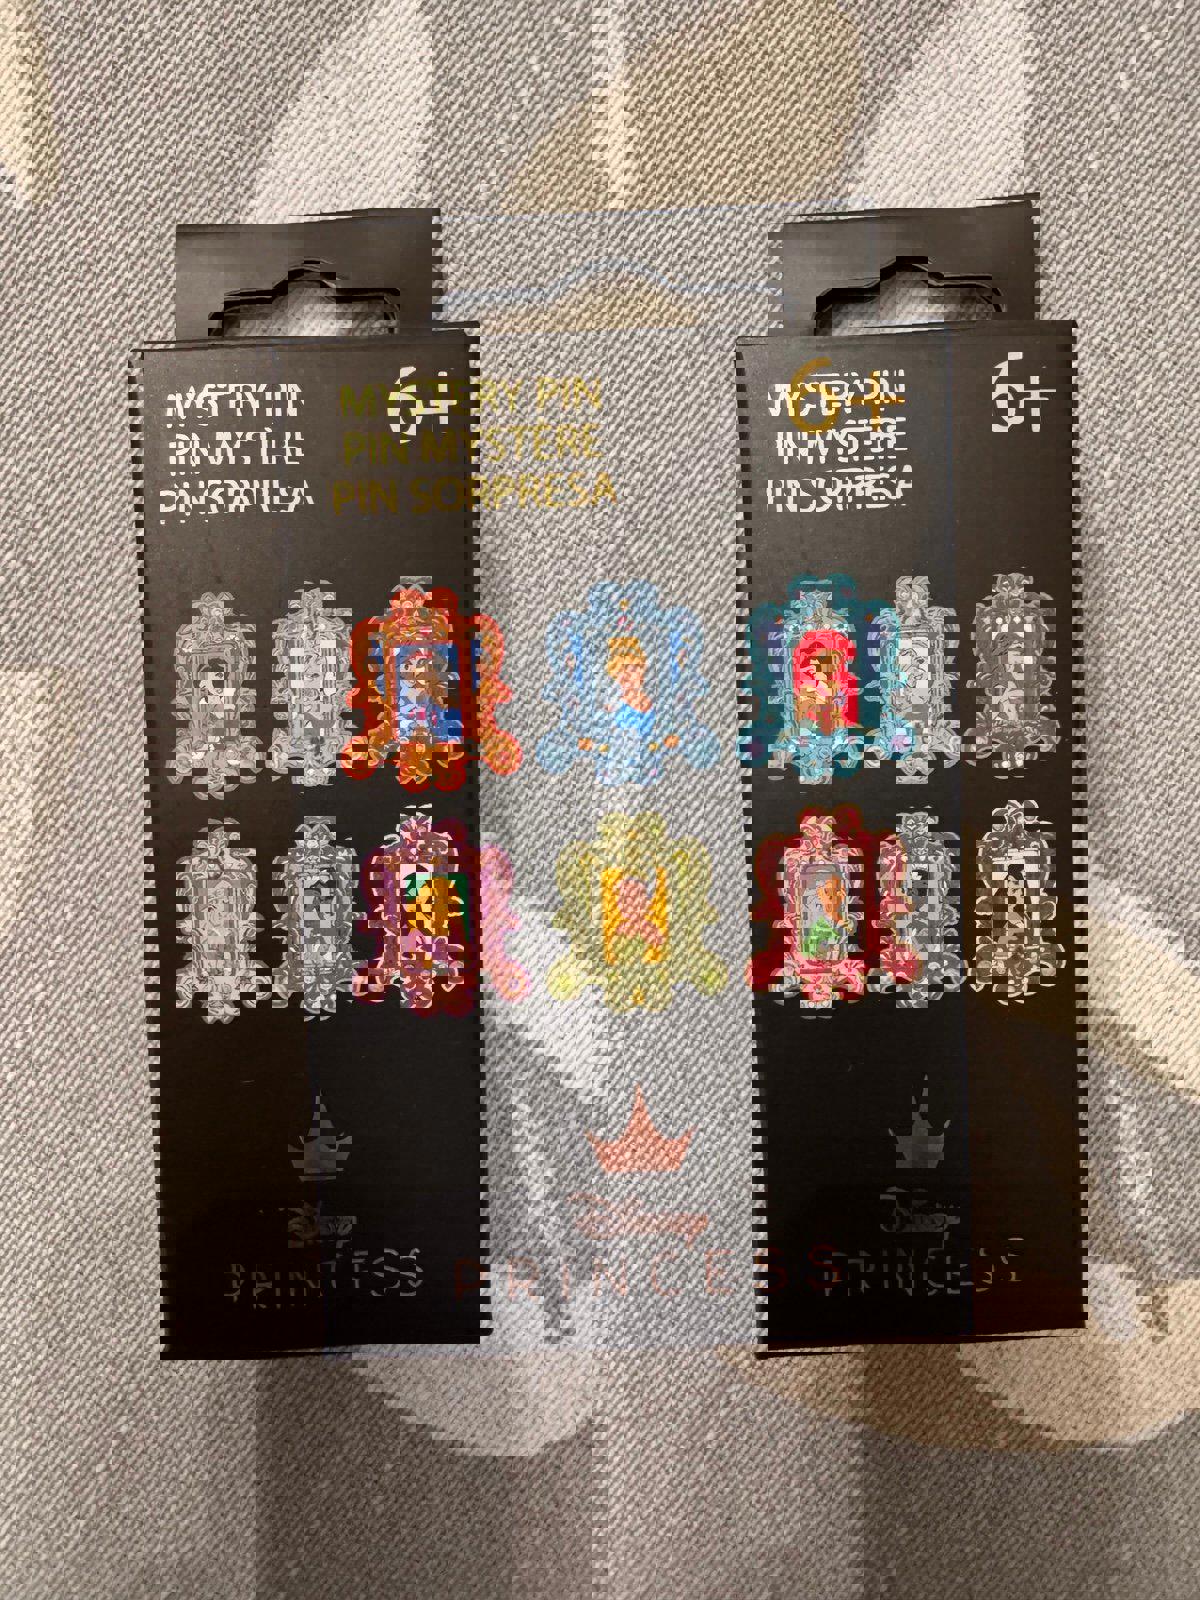 MYSTERY PIN
PIN MYSTÈRE
PIN SORPRESA
6+
Disney
PRINCESS